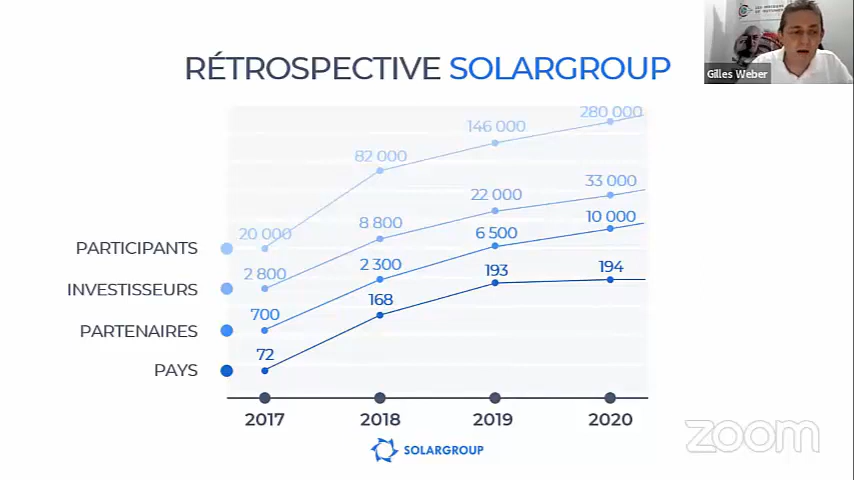 Gilles Weber
RÉTROSPECTIVE SOLARGROUP
280 000
146 000
82 000
20 000
33 000
22 000
8 800
2 800
10 000
6 500
2 300
700
194
193
168
72
PARTICIPANTS
INVESTISSEURS
PARTENAIRES
PAYS
2017 2018 2019 2020
SOLARGROUP
zoom